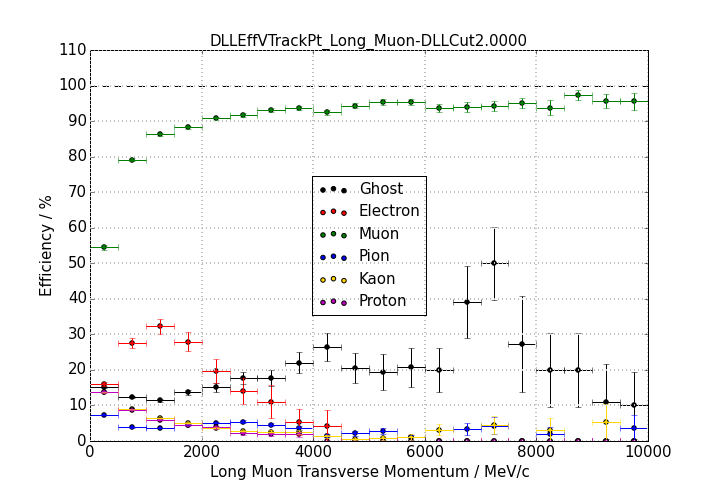 DLLEffVTrackPt_Long_Muon-DLLCut2.0000
110
100
90
80
70
60
50
40
30
20
10
0
Efficiency / %
Ghost
Electron
Muon
Pion
Kaon
Proton
0 2000 4000 6000 8000 10000
Long Muon Transverse Momentum / MeV/c